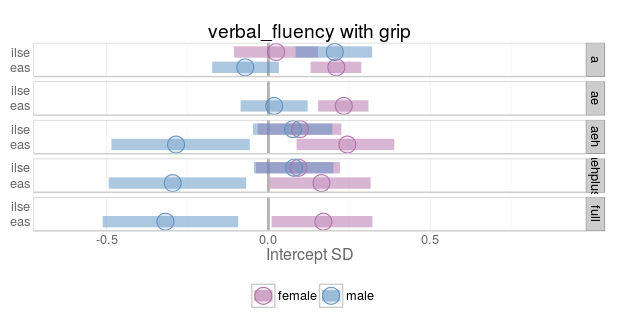 verbal_fluency with grip
ilse
eas
a
ilse
eas
ae
ilse
eas
aeh
ilse
eas
ehplus
ilse
eas
full
-0.5 0.0 0.5
Intercept SD
female male